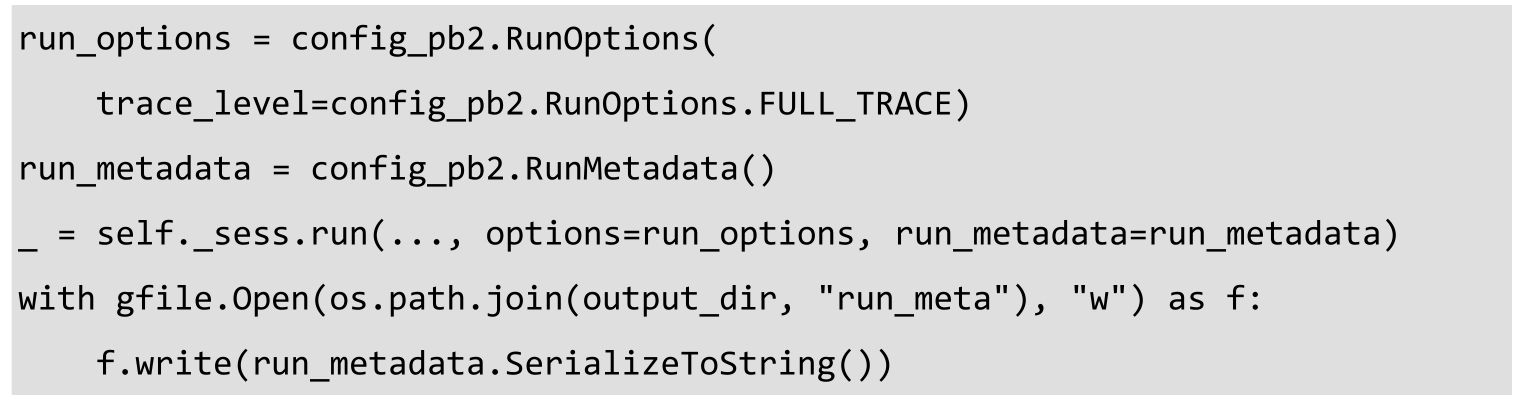 run_options = config_pb2.RunOptions(
    trace_level=config_pb2.RunOptions.FULL_TRACE)
run_metadata = config_pb2.RunMetadata()
_ = self._sess.run(..., options=run_options, run_metadata=run_metadata)
with gfile.Open(os.path.join(output_dir, "run_meta"), "w") as f:
    f.write(run_metadata.SerializeToString())